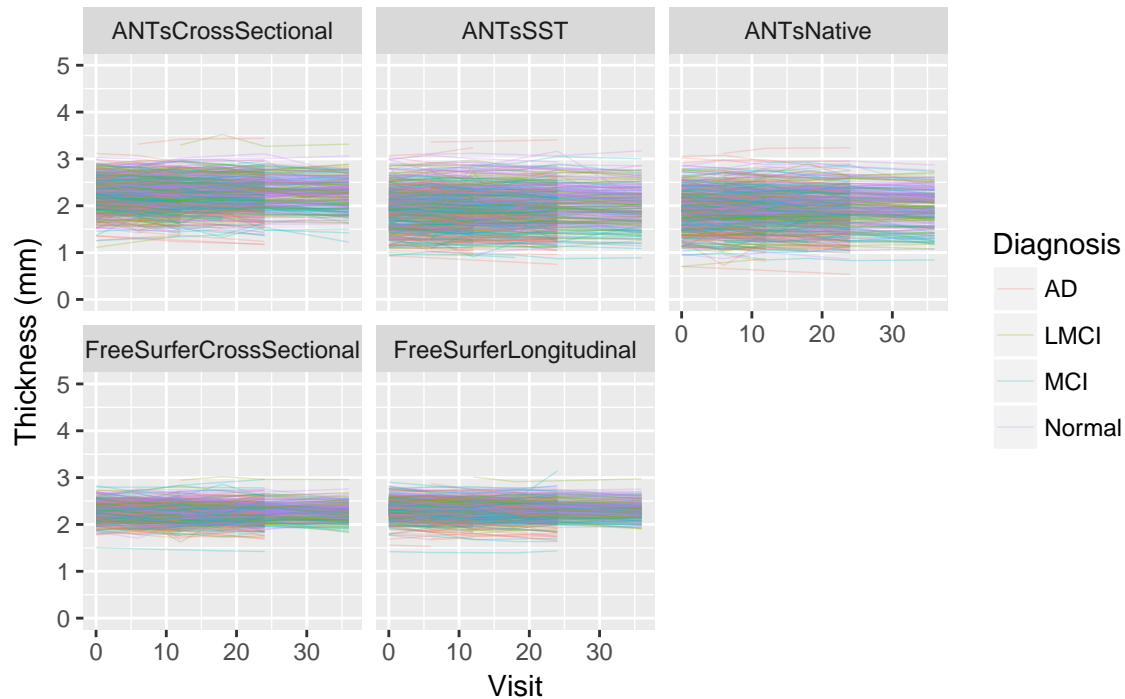 ANTsCrossSectional ANTsSST ANTsNative
5
4
3
2
1
0
FreeSurferCrossSectional FreeSurferLongitudinal
0 10 20 30
5
4
3
2
1
0
0 10 20 30 0 10 20 30
Visit
Thickness (mm)
Diagnosis
AD
LMCI
MCI
Normal